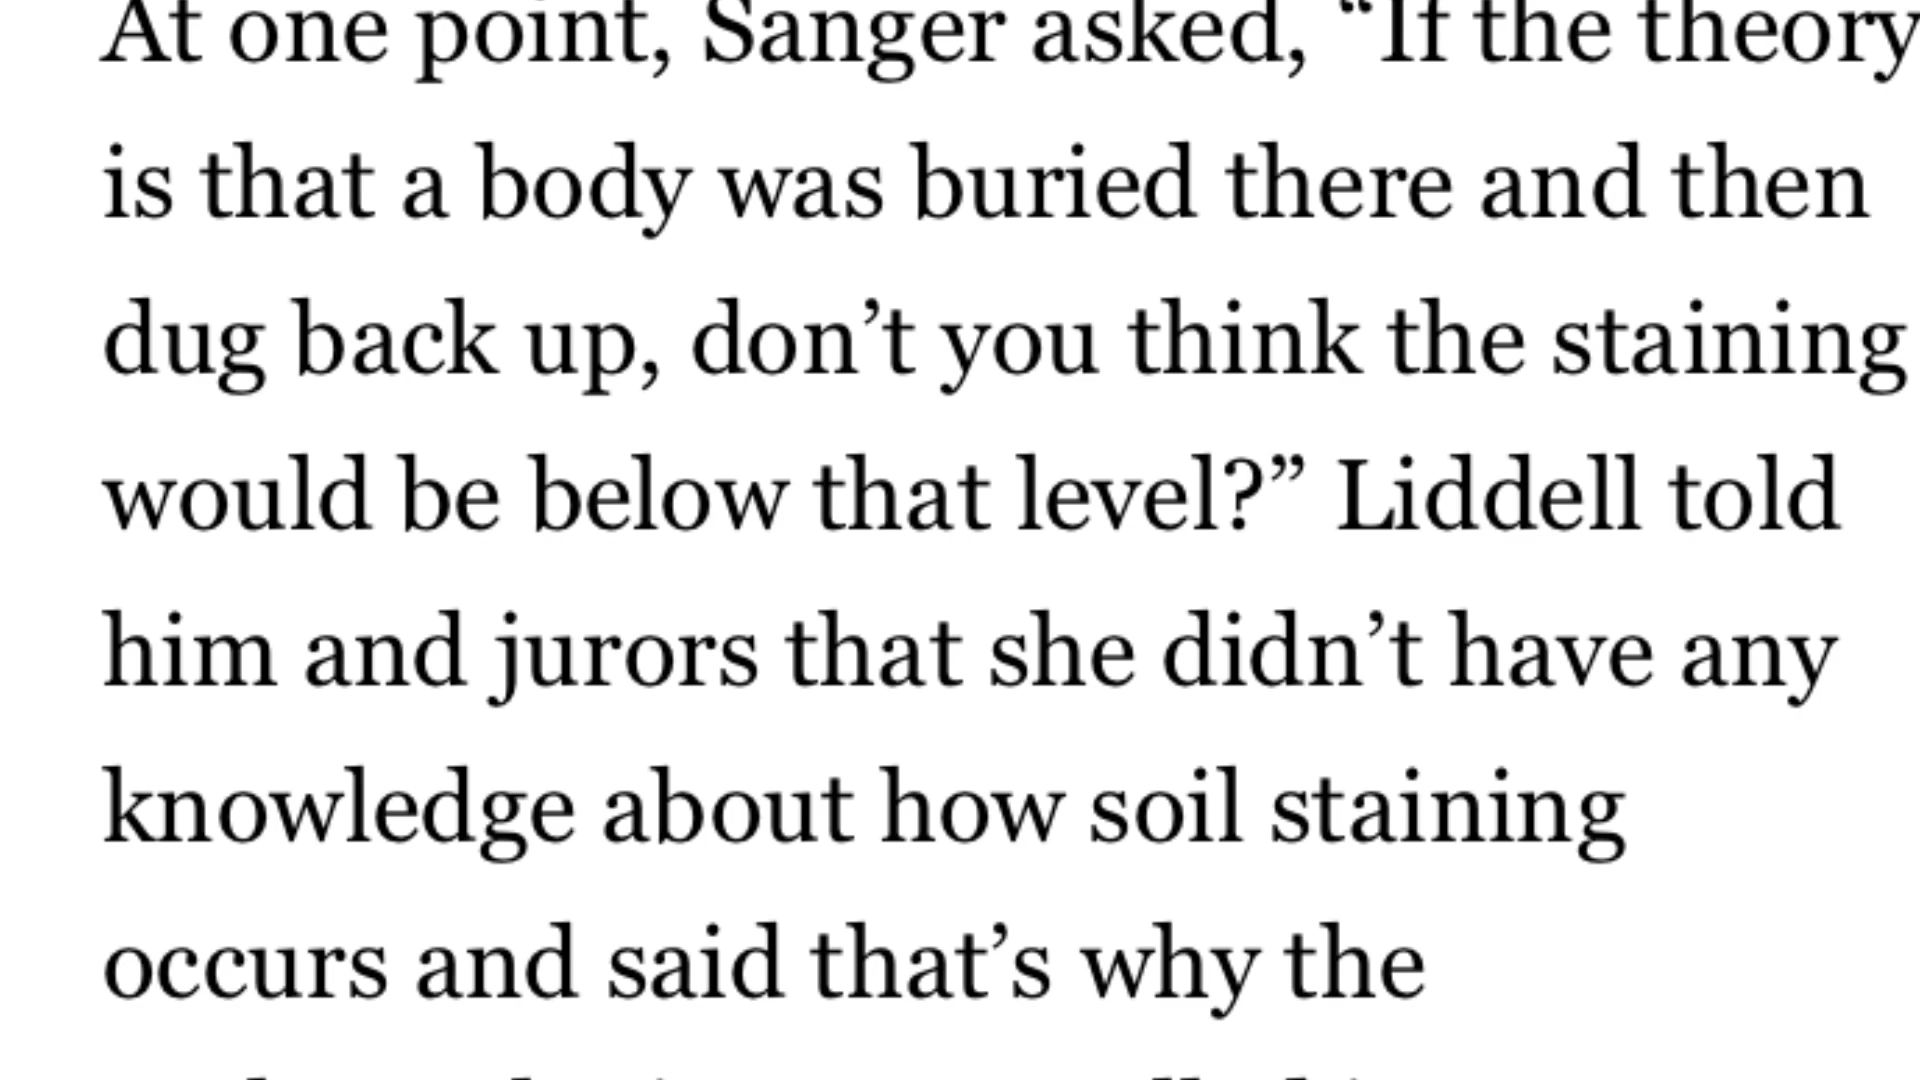 At one point, Sanger asked, “If the theory
is that a body was buried there and then
dug back up, don’t you think the staining
would be below that level?” Liddell told
him and jurors that she didn’t have any
knowledge about how soil staining
occurs and said that’s why the